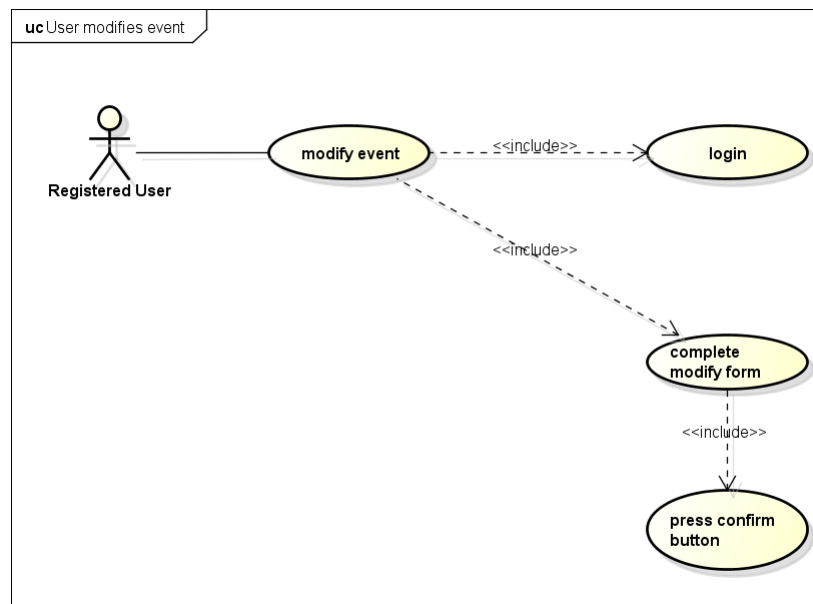 uc User modifies event
modify event
<<include>>
login
Registered User
<<include>>
complete
modify form
<<include>>
press confirm
button